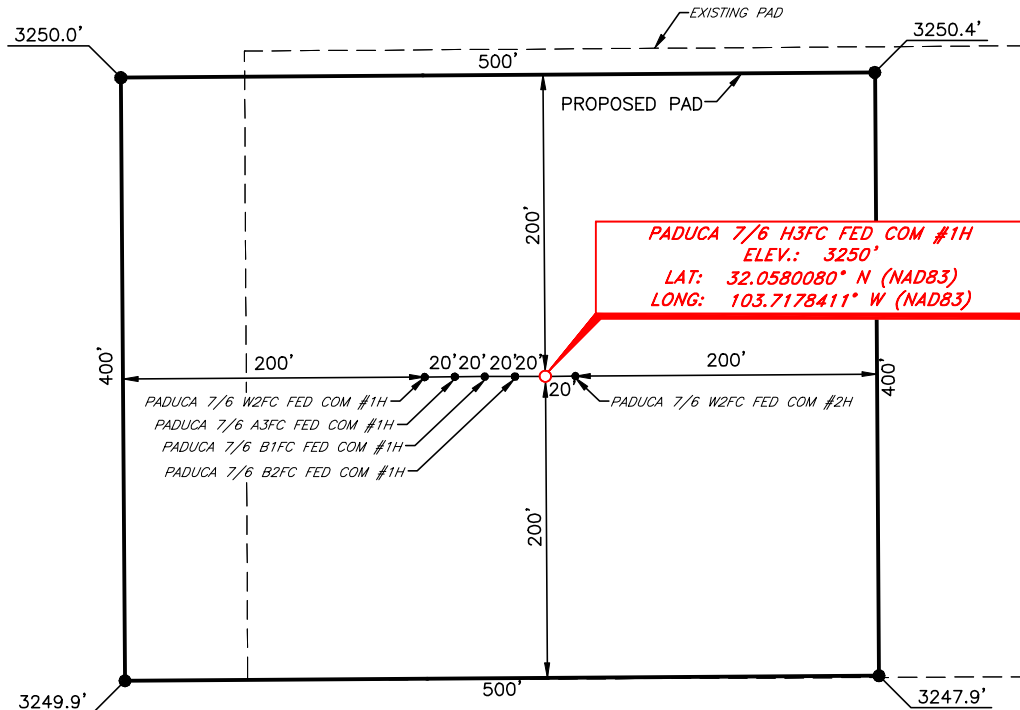 EXISTING PAD
3250.0'
3250.4'
500'
PROPOSED PAD
200'
PADUCA 7/6 H3FC FED COM #1H
ELEV.: 3250'
LAT: 32.0580080° N (NAD83)
LONG: 103.7178411° W (NAD83)
400'
200'
20'
20'
20'
20'
20'
200'
400'
PADUCA 7/6 W2FC FED COM #1H
PADUCA 7/6 W2FC FED COM #2H
PADUCA 7/6 A3FC FED COM #1H
PADUCA 7/6 B1FC FED COM #1H
PADUCA 7/6 B2FC FED COM #1H
200'
500'
3249.9'
3247.9'